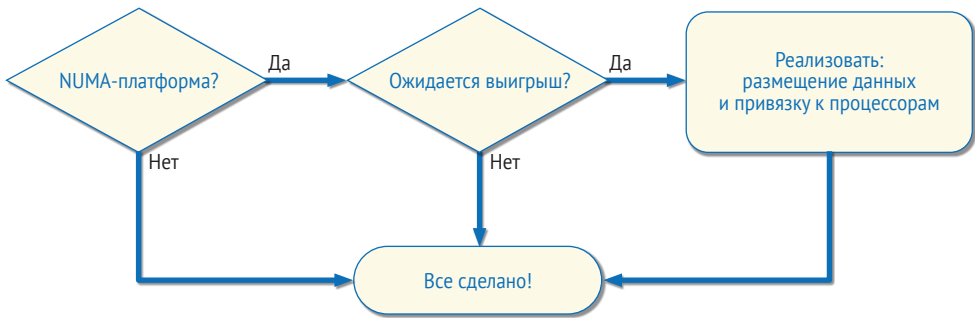 NUMA-платформа?
Да
Ожидается выигрыш?
Да
Реализовать:
размещение данных
и привязку к процессорам
Нет
Нет
Все сделано!